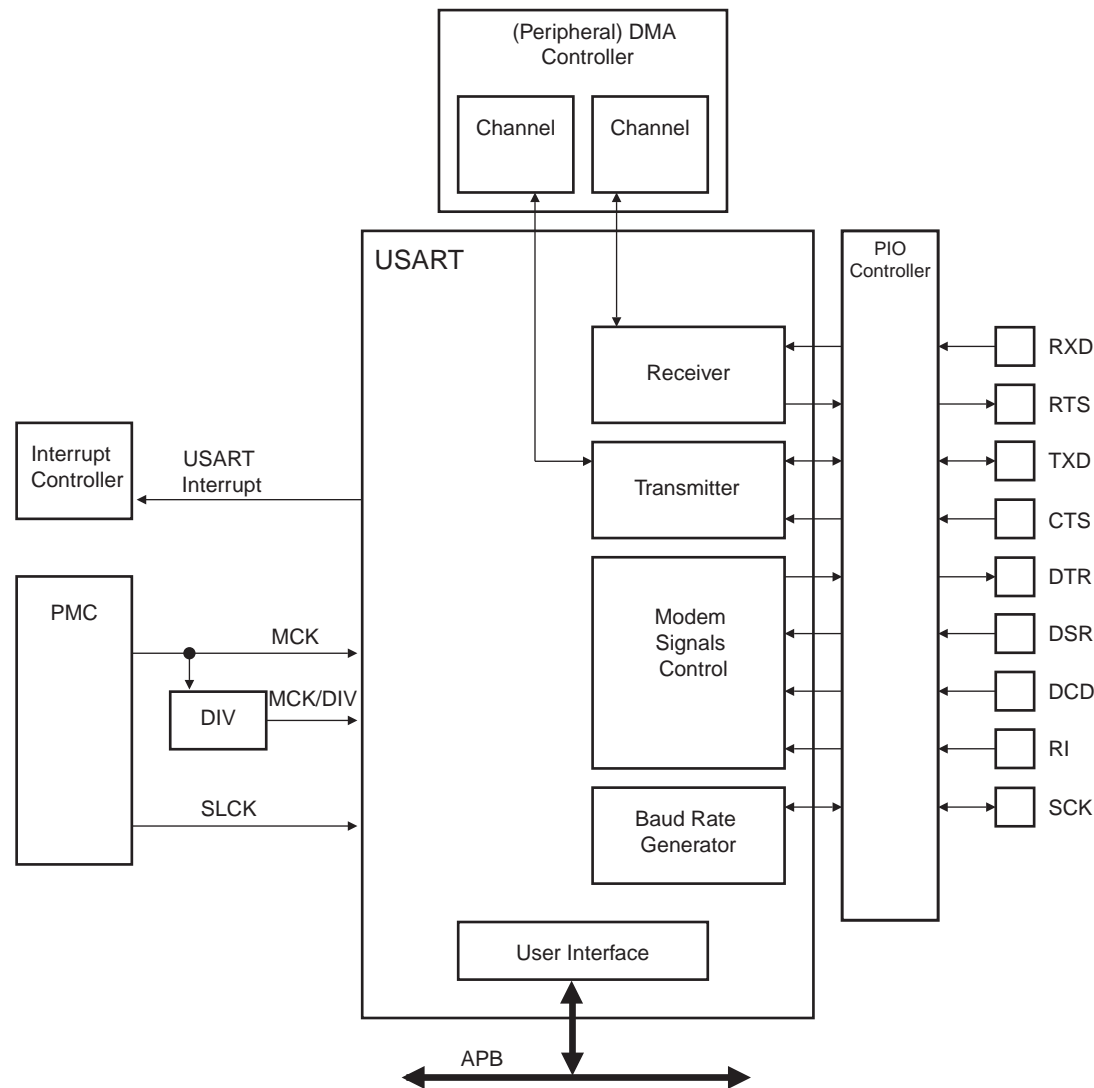 (Peripheral) DMA
Controller
Channel
Channel
USART
PIO
Controller
Receiver
RXD
RTS
Interrupt
Controller
USART
Interrupt
Transmitter
TXD
CTS
PMC
MCK
DIV
MCK/DIV
SLCK
Modem
Signals
Control
DTR
DSR
DCD
RI
Baud Rate
Generator
SCK
User Interface
APB